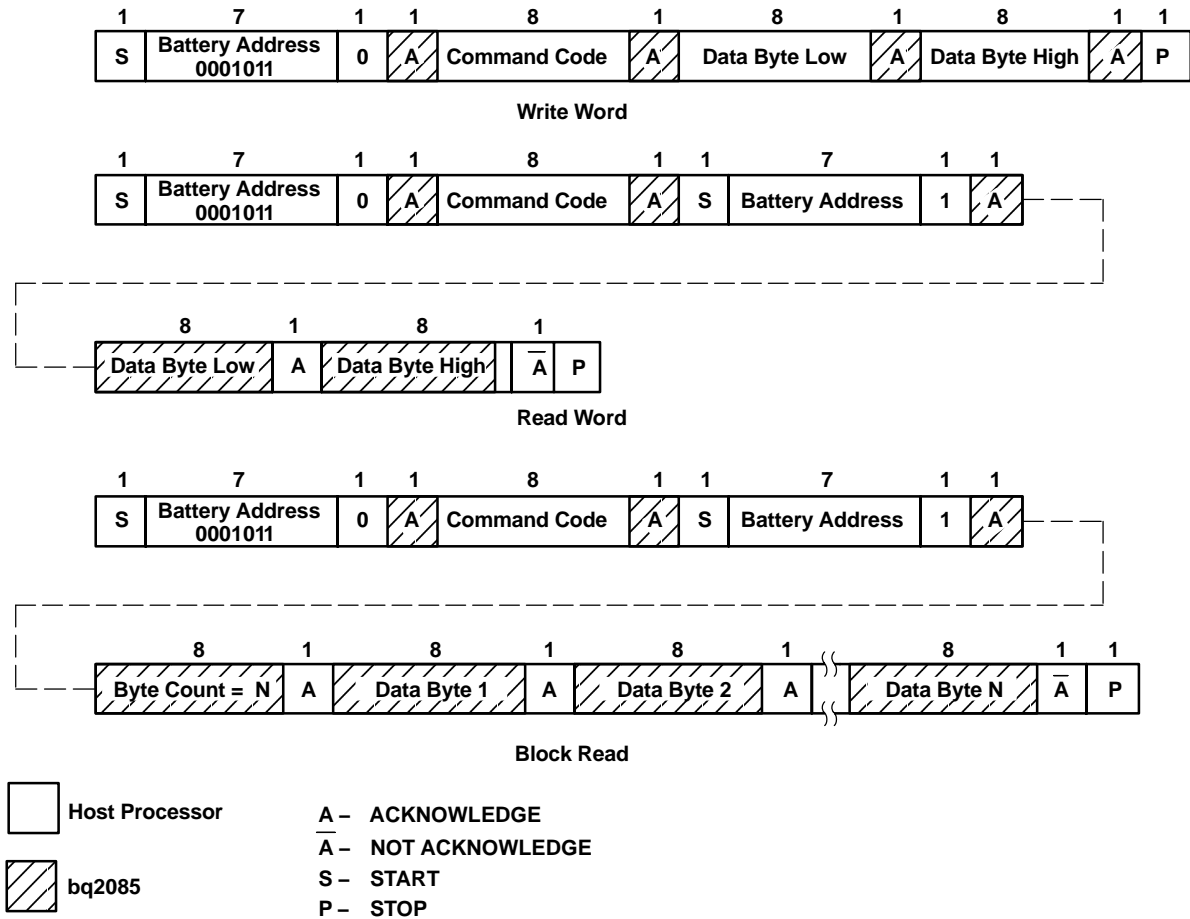 1 7 1 1 8 1 8 1 8 1 1
S Battery Address 0001011 0 A Command Code A Data Byte Low A Data Byte High A P
Write Word
1 7 1 1 8 1 1 7 1 1
S Battery Address 0001011 0 A Command Code A S Battery Address 1 A
8 1 8 1
Data Byte Low A Data Byte High A̅ P
Read Word
1 7 1 1 8 1 1 7 1 1
S Battery Address 0001011 0 A Command Code A S Battery Address 1 A
8 1 8 1 8 1 8 1 1
Byte Count = N A Data Byte 1 A Data Byte 2 A Data Byte N A̅ P
Block Read
Host Processor
bq2085
A – ACKNOWLEDGE
A̅ – NOT ACKNOWLEDGE
S – START
P – STOP